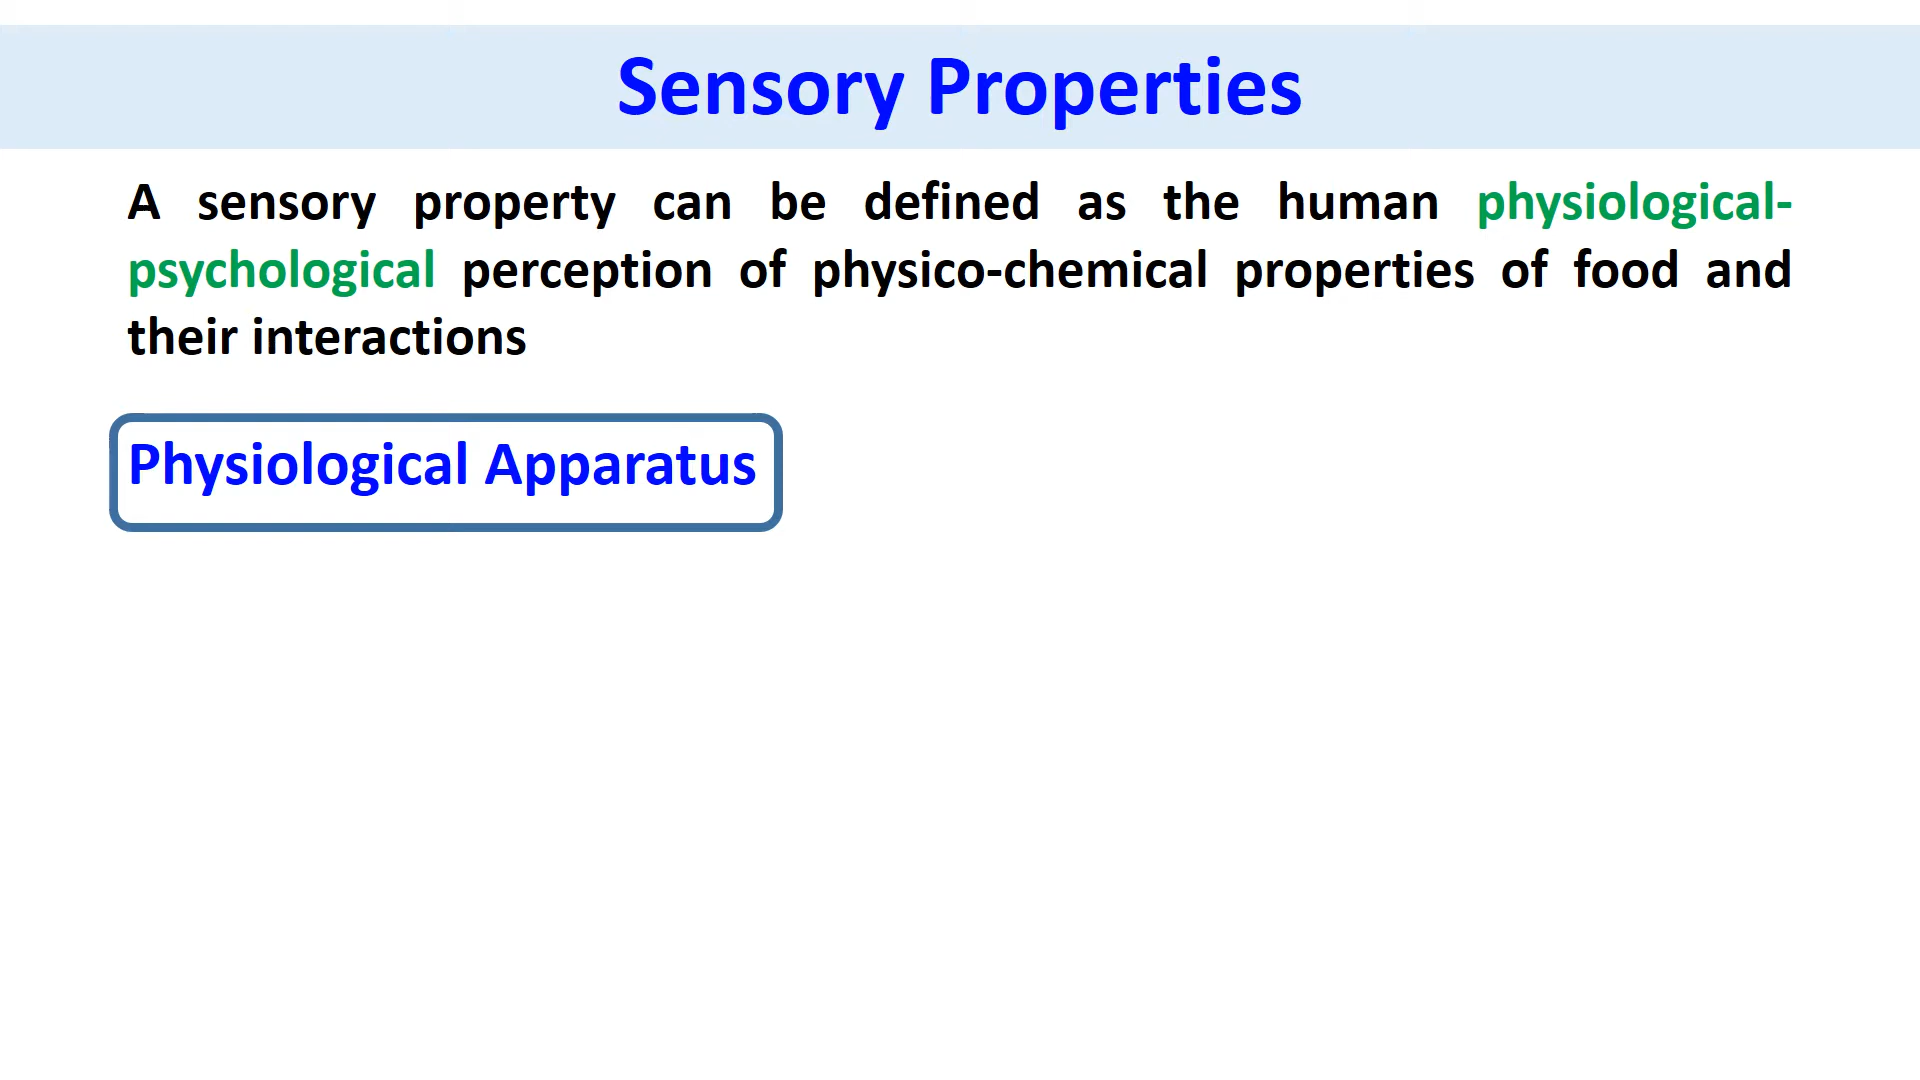 Sensory Properties
A sensory property can be defined as the human physiological-
psychological perception of physico-chemical properties of food and
their interactions
Physiological Apparatus